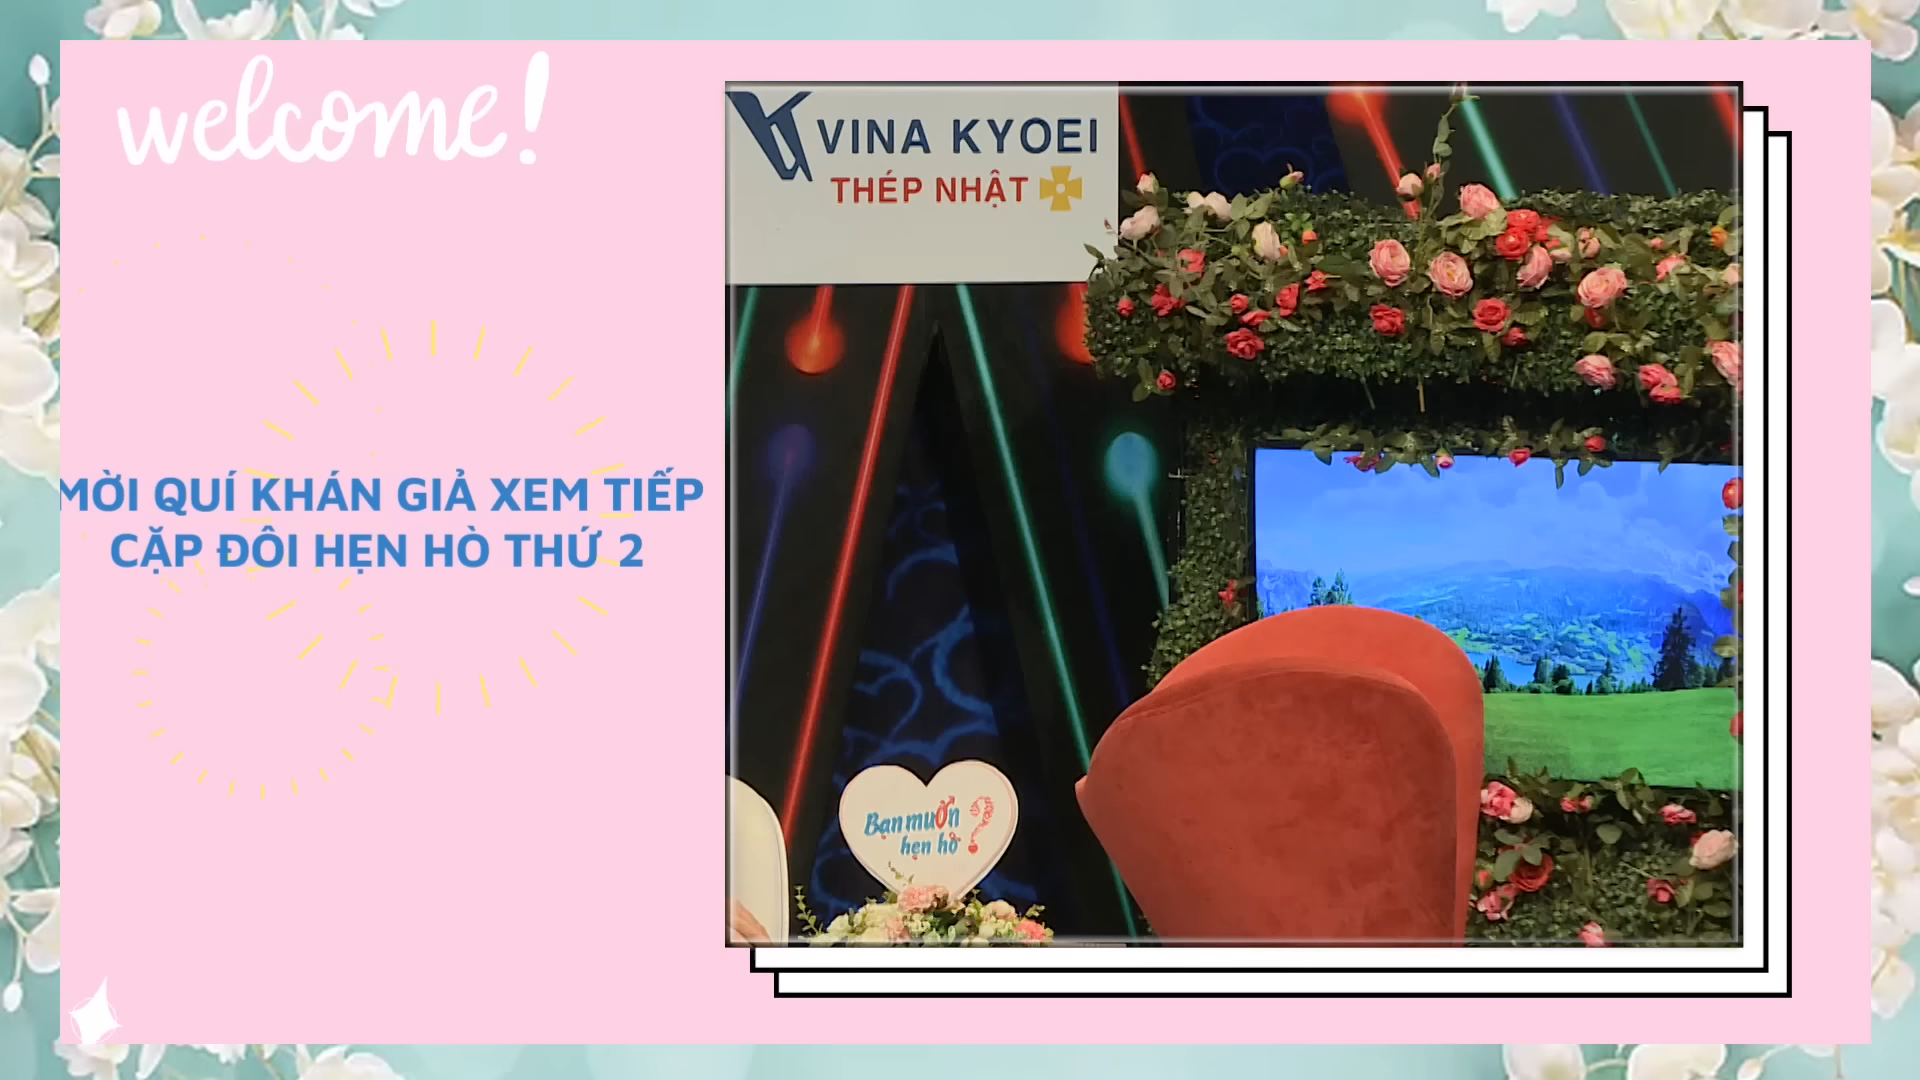 welcome!
MỜI QUÍ KHÁN GIẢ XEM TIẾP
CẶP ĐÔI HẸN HÒ THỨ 2
VINA KYOEI
THÉP NHẬT
Bạn muốn
hẹn hò ?